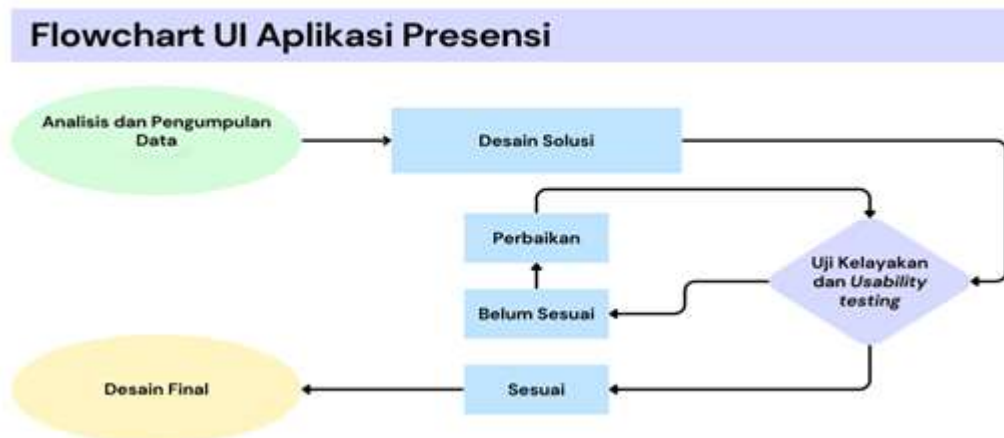 Flowchart UI Aplikasi Presensi
Analisis dan Pengumpulan
Data
Desain Solusi
Perbaikan
Uji Kelayakan
dan Usability
testing
Belum Sesuai
Desain Final
Sesuai